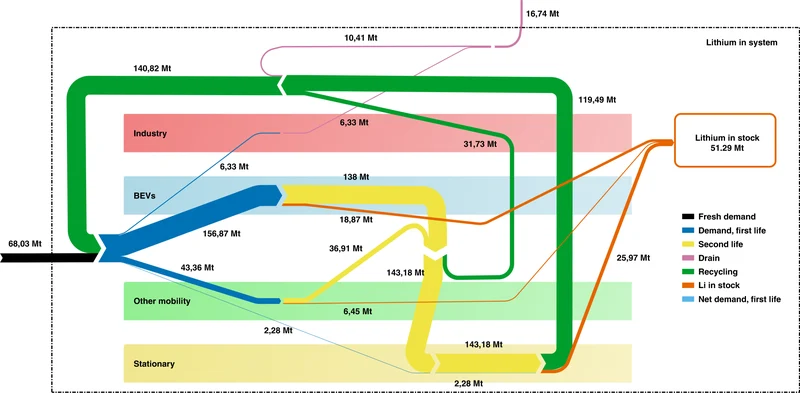 16,74 Mt
10,41 Mt
Lithium in system
140,82 Mt
119,49 Mt
6,33 Mt
Industry
31,73 Mt
Lithium in stock
51.29 Mt
6,33 Mt
138 Mt
BEVs
18,87 Mt
Fresh demand
156,87 Mt
Demand, first life
68,03 Mt
36,91 Mt
Second life
25,97 Mt
Drain
43,36 Mt
143,18 Mt
Recycling
Li in stock
Other mobility
Net demand, first life
6,45 Mt
2,28 Mt
143,18 Mt
Stationary
2,28 Mt